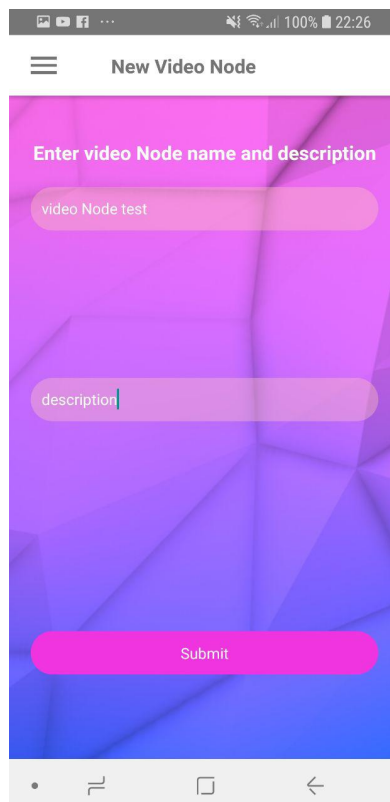 100% 22:26
New Video Node
Enter video Node name and description
video Node test
description
Submit